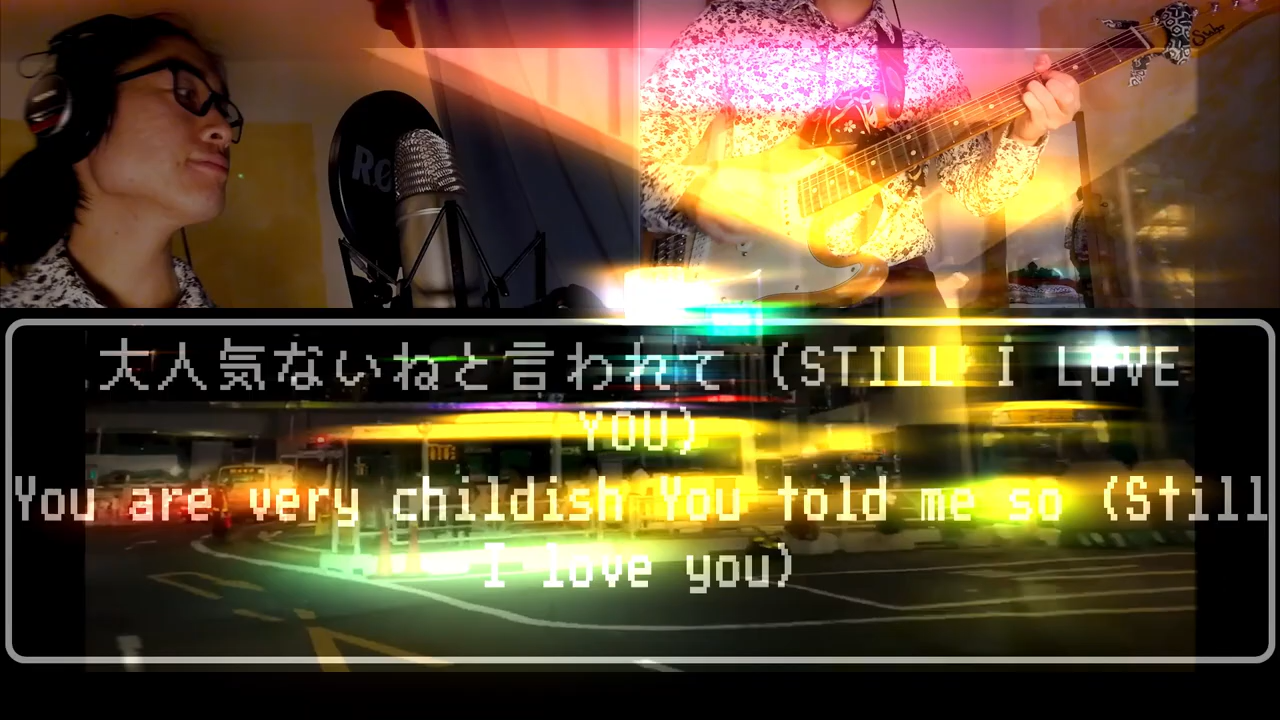 RØ
大人気ないねと言われて (STILL I LOVE
YOU)
You are very childish You told me so (Still
I love you)